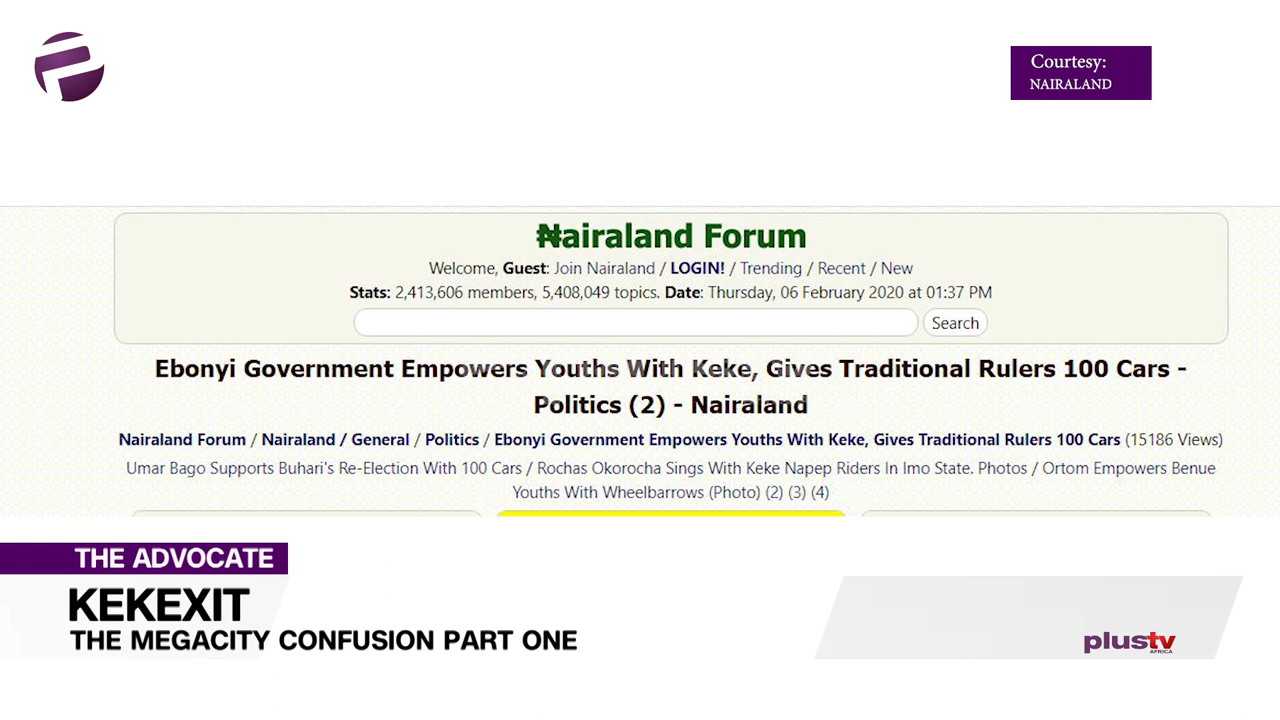 Courtesy:
NAIRALAND
₦airaland Forum
Welcome, Guest: Join Nairaland / LOGIN! / Trending / Recent / New
Stats: 2,413,606 members, 5,408,049 topics. Date: Thursday, 06 February 2020 at 01:37 PM
Search
Ebonyi Government Empowers Youths With Keke, Gives Traditional Rulers 100 Cars -
Politics (2) - Nairaland
Nairaland Forum / Nairaland / General / Politics / Ebonyi Government Empowers Youths With Keke, Gives Traditional Rulers 100 Cars (15186 Views)
Umar Bago Supports Buhari's Re-Election With 100 Cars / Rochas Okorocha Sings With Keke Napep Riders In Imo State. Photos / Ortom Empowers Benue
Youths With Wheelbarrows (Photo) (2) (3) (4)
THE ADVOCATE
KEKEXIT
THE MEGACITY CONFUSION PART ONE
plustv
AFRICA